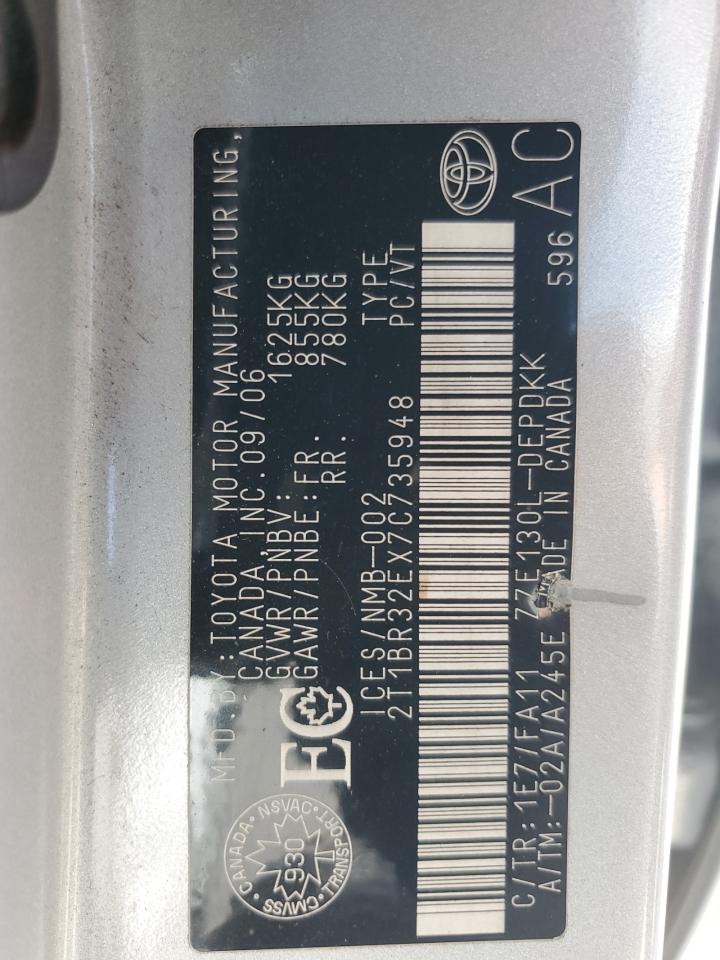 MFD.BY:TOYOTA MOTOR MANUFACTURING,
CANADA,INC.09/06
GVWR/PNBV: 1625KG
GAWR/PNBE:FR. 855KG
RR. 780KG
CANADA • NSVAC • TRANSPORT • CMVSS •
930
EC
ICES/NMB-002 TYPE
2T1BR32EX7C735948 PC/VT
C/TR:1E7/FA11 ZZE130L-DEPDKK
A/TM:-02A/A245E MADE IN CANADA
596 AC